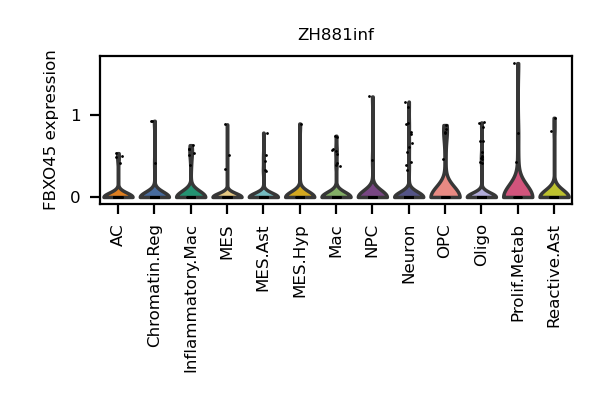 ZH881inf
FBXO45 expression
1
0
AC
Chromatin.Reg
Inflammatory.Mac
MES
MES.Ast
MES.Hyp
Mac
NPC
Neuron
OPC
Oligo
Prolif.Metab
Reactive.Ast